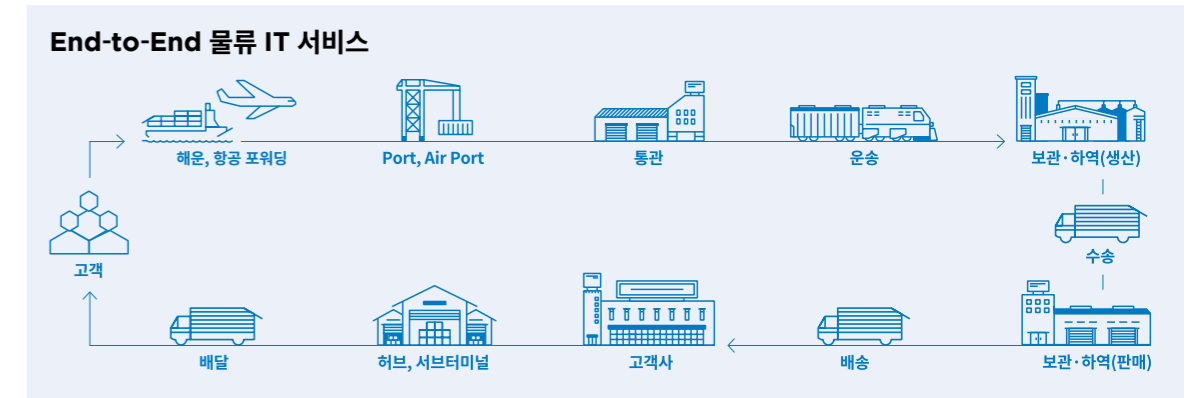 End-to-End 물류 IT 서비스
해운, 항공 포워딩
Port, Air Port
통관
운송
보관·하역(생산)
고객
수송
배달
허브, 서브터미널
고객사
배송
보관·하역(판매)